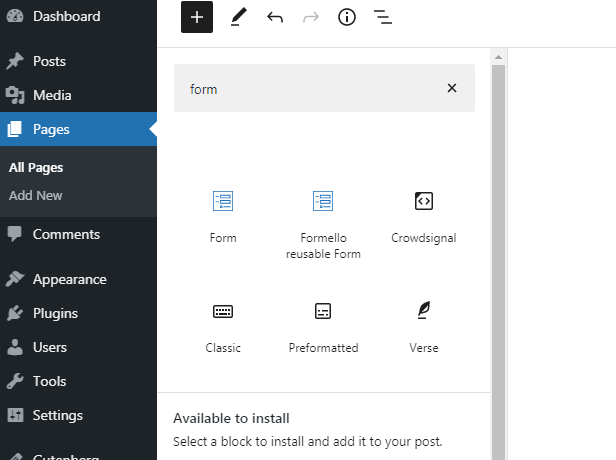 Dashboard
Posts
Media
Pages
All Pages
Add New
Comments
Appearance
Plugins
Users
Tools
Settings
Gutenberg
form
Form
Formello
reusable Form
Crowdsignal
Classic
Preformatted
Verse
Available to install
Select a block to install and add it to your post.